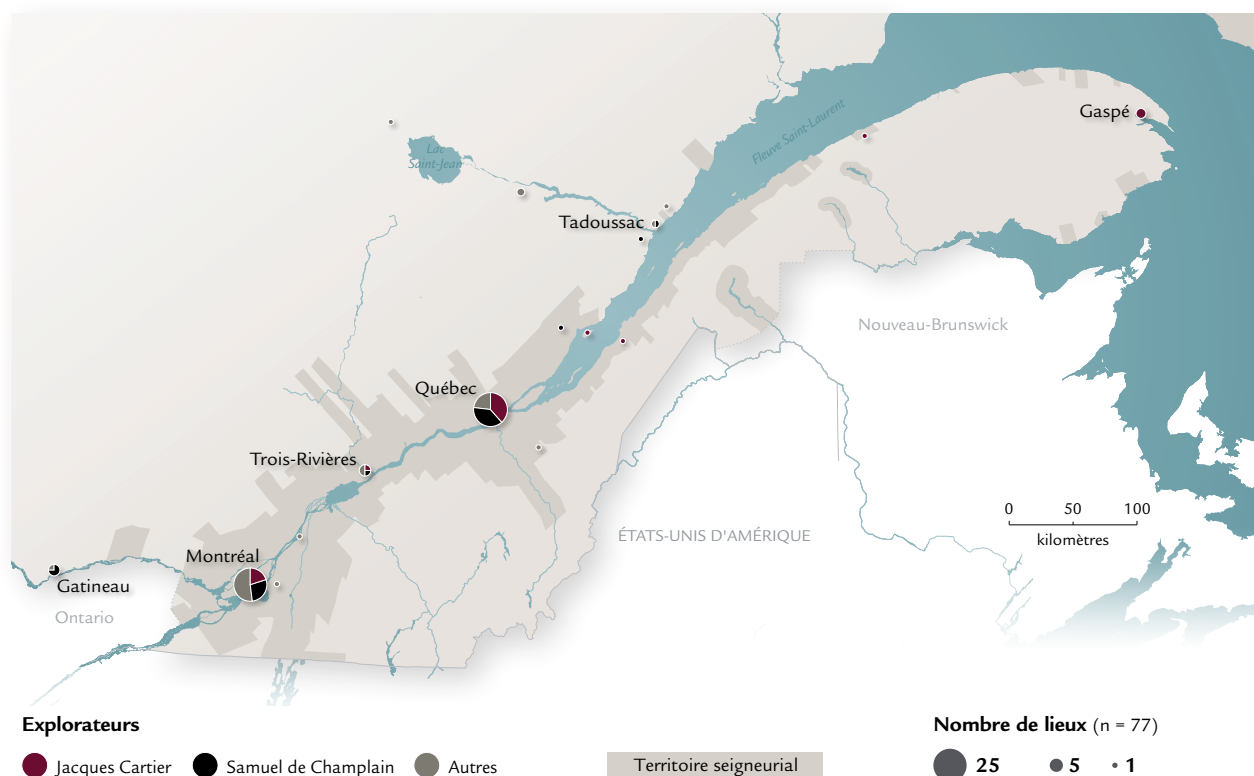 Gaspé
Fleuve Saint-Laurent
Lac
Saint-Jean
Tadoussac
Nouveau-Brunswick
Québec
Trois-Rivières
0 50 100
kilomètres
ÉTATS-UNIS D'AMÉRIQUE
Montréal
Gatineau
Ontario
Explorateurs
Nombre de lieux (n = 77)
Jacques Cartier Samuel de Champlain Autres
Territoire seigneurial
25 5 1